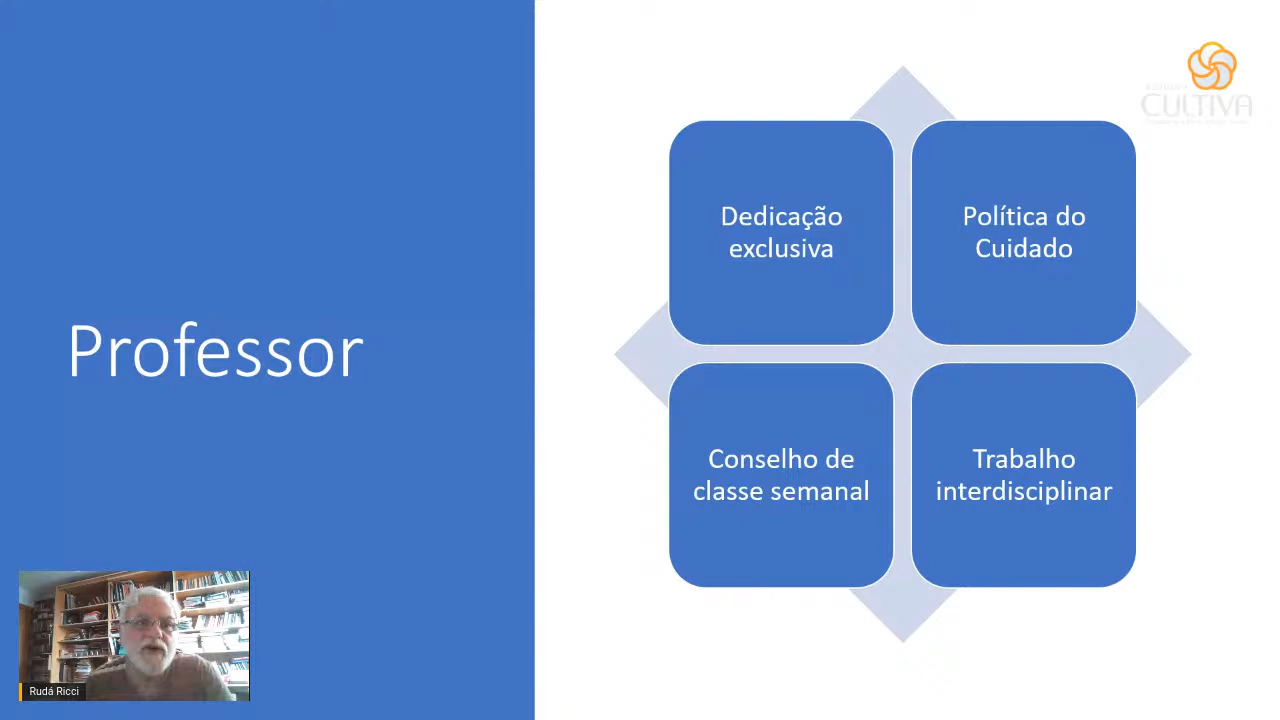 CULTIVA
Dedicação
exclusiva
Política do
Cuidado
Professor
Conselho de
classe semanal
Trabalho
interdisciplinar
Rudá Ricci